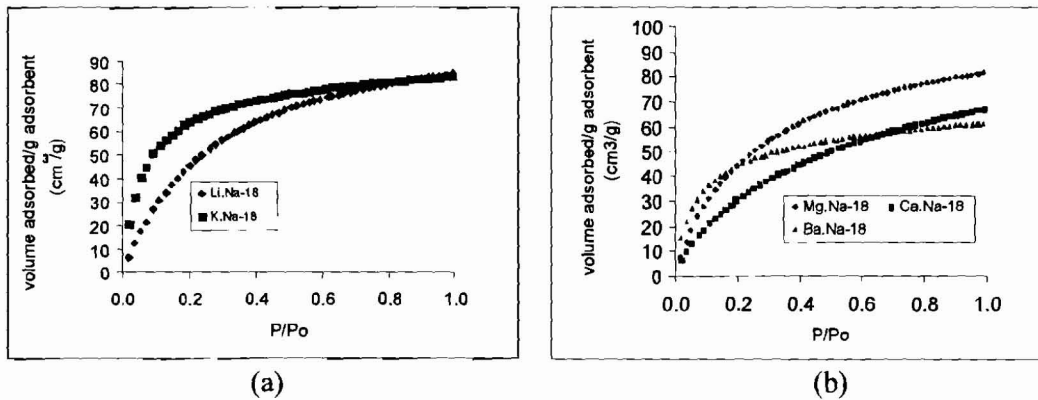 volume adsorbed/g adsorbent
(cm³/g)
90
80
70
60
50
40
30
20
10
0
Li.Na-18
K.Na-18
0.0 0.2 0.4 0.6 0.8 1.0
P/Po
(a)
volume adsorbed/g adsorbent
(cm3/g)
100
90
80
70
60
50
40
30
20
10
0
Mg.Na-18 Ca.Na-18
Ba.Na-18
0.0 0.2 0.4 0.6 0.8 1.0
P/Po
(b)